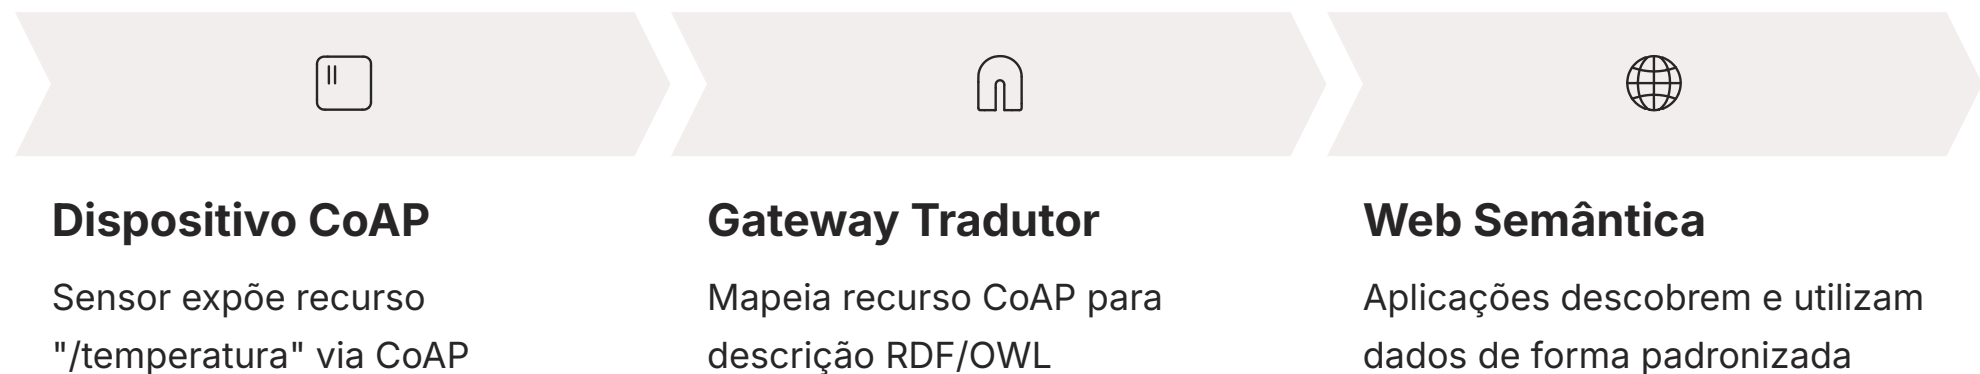 Dispositivo CoAP
Sensor expõe recurso
"/temperatura" via CoAP
Gateway Tradutor
Mapeia recurso CoAP para
descrição RDF/OWL
Web Semântica
Aplicações descobrem e utilizam
dados de forma padronizada